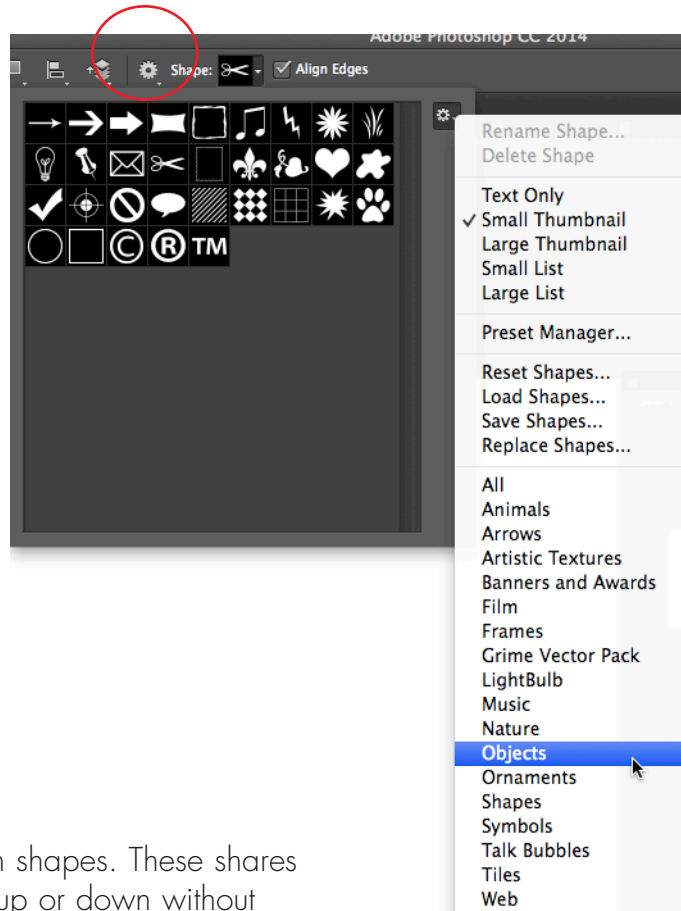 Adobe Photoshop CC 2014
Shape:
Align Edges
TM
Rename Shape...
Delete Shape
Text Only
✓ Small Thumbnail
Large Thumbnail
Small List
Large List
Preset Manager...
Reset Shapes...
Load Shapes...
Save Shapes...
Replace Shapes...
All
Animals
Arrows
Artistic Textures
Banners and Awards
Film
Frames
Grime Vector Pack
LightBulb
Music
Nature
Objects
Ornaments
Shapes
Symbols
Talk Bubbles
Tiles
Web
shapes. These shares
up or down without